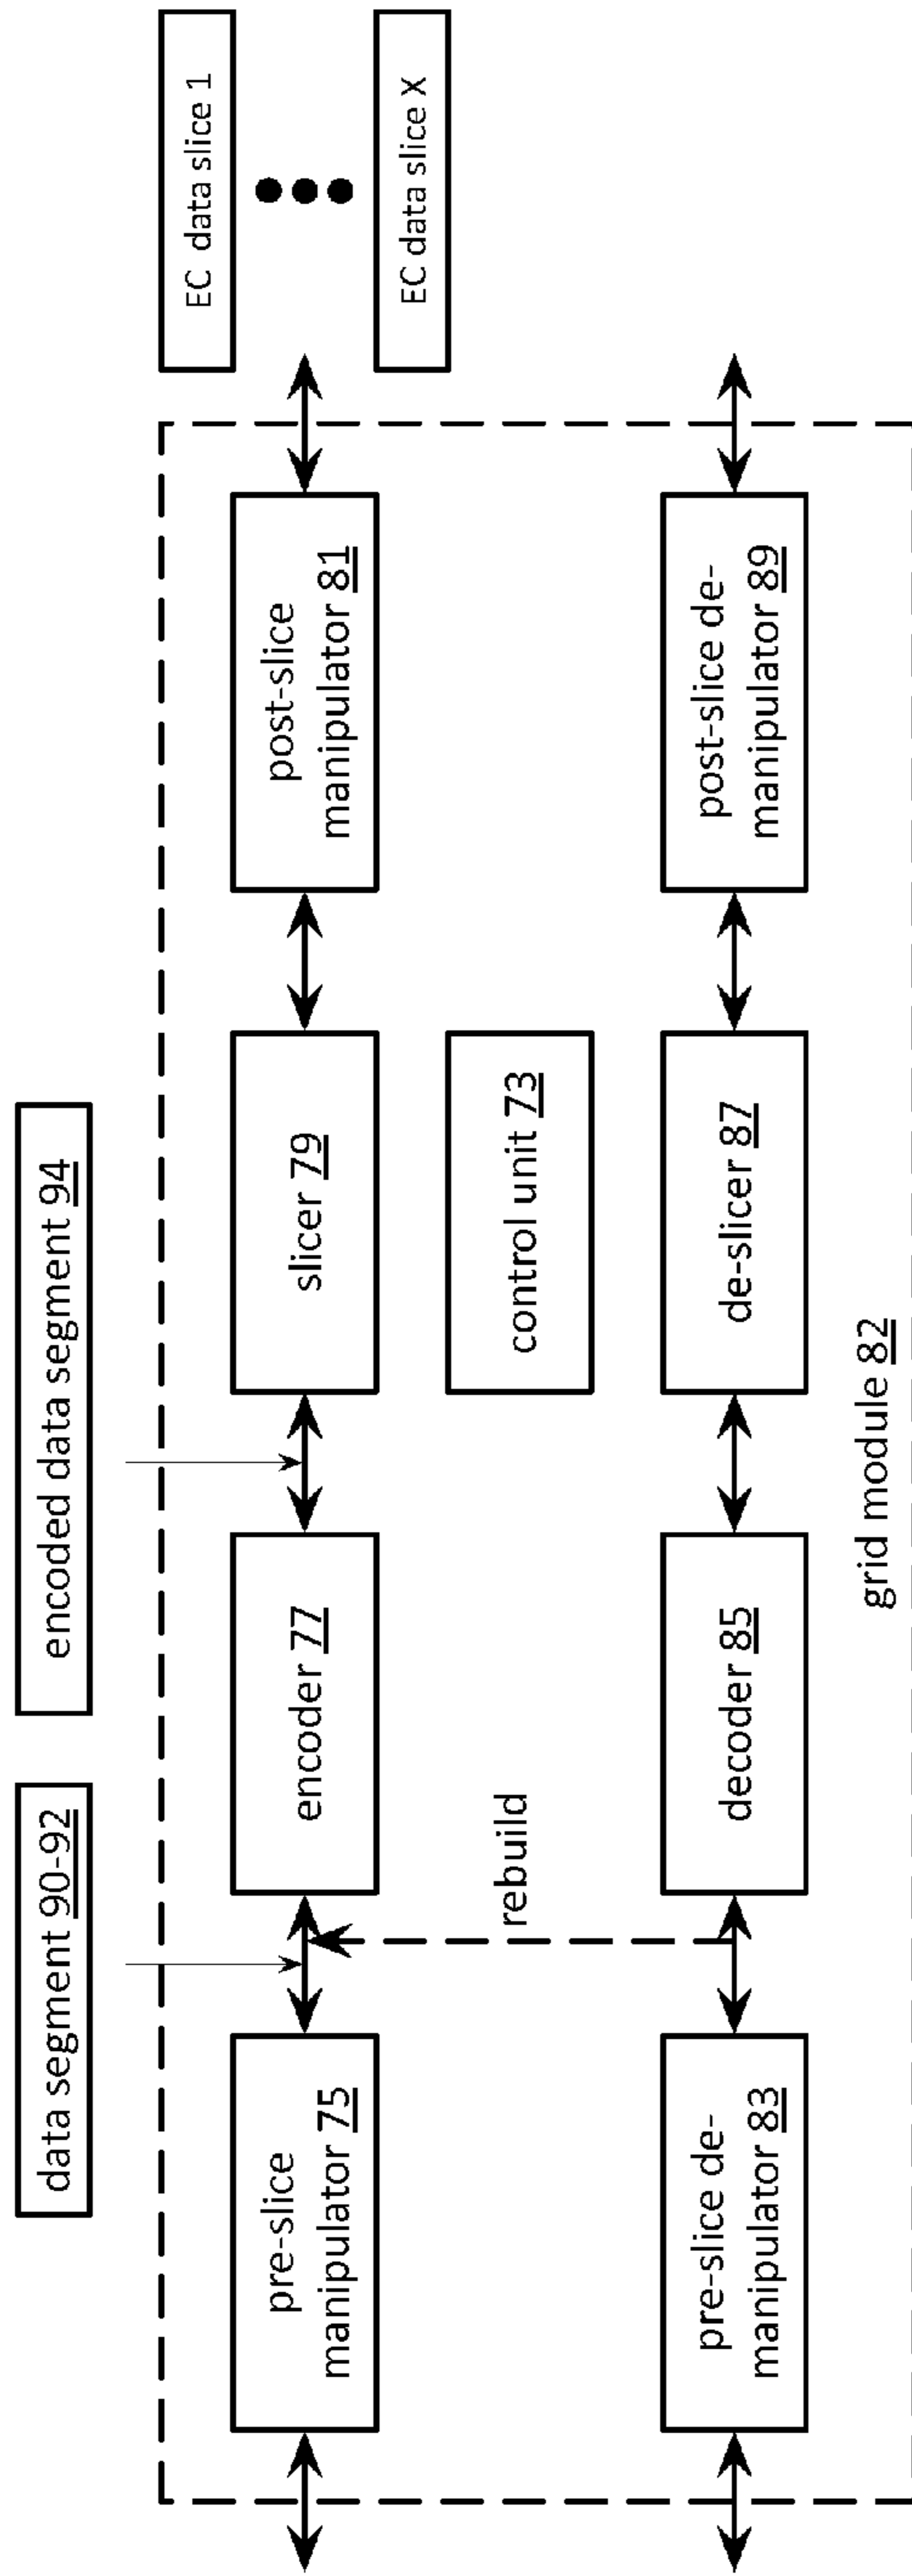 data segment 90-92
encoded data segment 94
pre-slice
manipulator 75
encoder 77
slicer 79
post-slice
manipulator 81
EC  data slice 1
EC data slice X
rebuild
control unit 73
pre-slice de-
manipulator 83
decoder 85
de-slicer 87
post-slice de-
manipulator 89
grid module 82